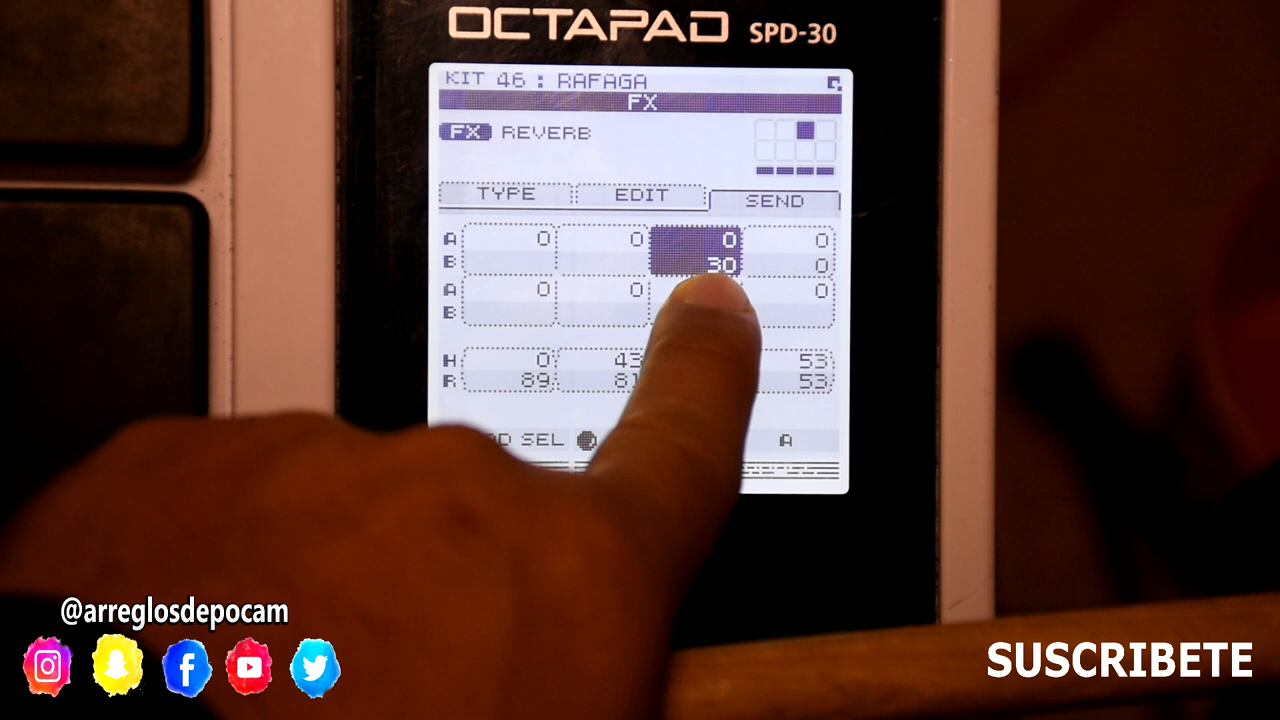 OCTAPAD SPD-30
KIT 46 : RAFAGA
FX
FX REVERB
TYPE EDIT SEND
A 0 0 0 0
B 30 0
A 0 0 0
B
H 0 43 53
R 89 81 53
SEL A
@arreglosdepocam
SUSCRIBETE